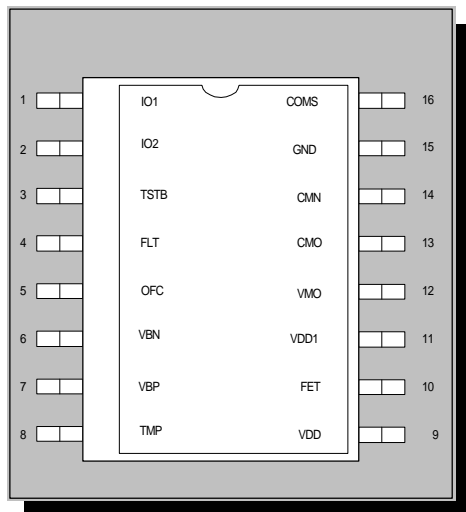 1 IO1 COMS 16
2 IO2 GND 15
3 TSTB CMN 14
4 FLT CMO 13
5 OFC VMO 12
6 VBN VDD1 11
7 VBP FET 10
8 TMP VDD 9